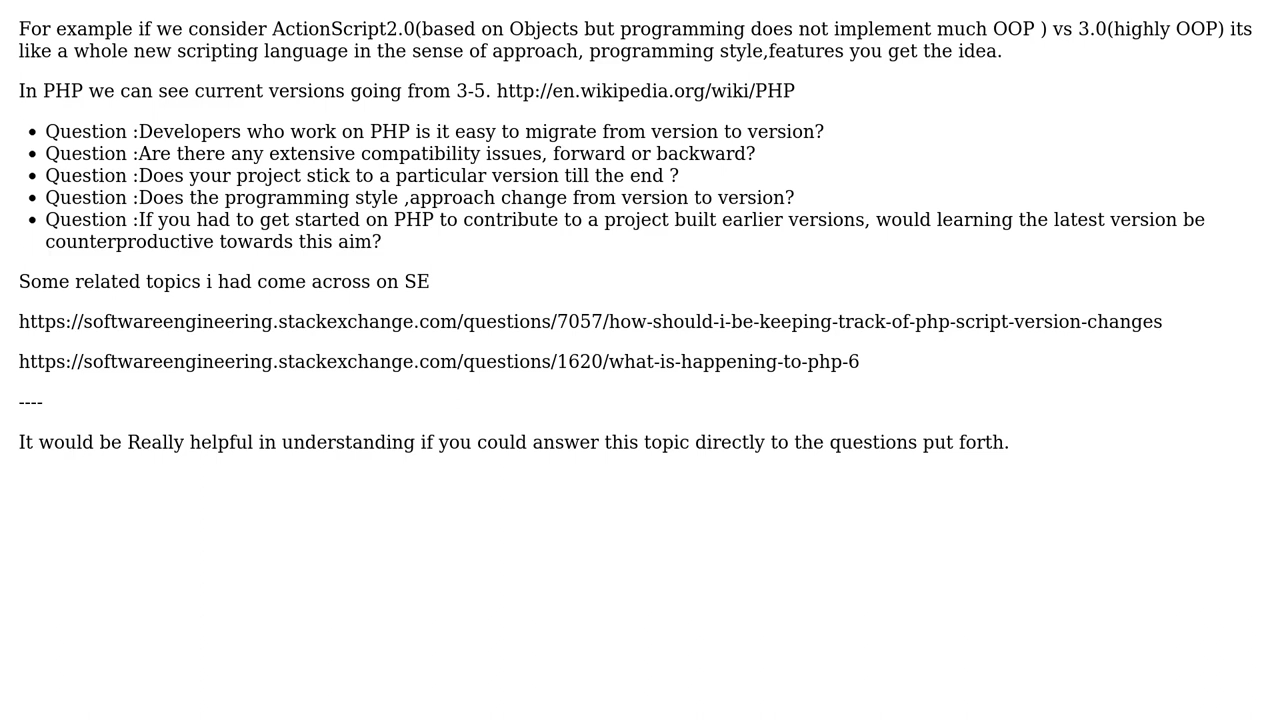 For example if we consider ActionScript2.0(based on Objects but programming does not implement much OOP ) vs 3.0(highly OOP) its
like a whole new scripting language in the sense of approach, programming style,features you get the idea.
In PHP we can see current versions going from 3-5. http://en.wikipedia.org/wiki/PHP
• Question :Developers who work on PHP is it easy to migrate from version to version?
• Question :Are there any extensive compatibility issues, forward or backward?
• Question :Does your project stick to a particular version till the end ?
• Question :Does the programming style ,approach change from version to version?
• Question :If you had to get started on PHP to contribute to a project built earlier versions, would learning the latest version be
counterproductive towards this aim?
Some related topics i had come across on SE
https://softwareengineering.stackexchange.com/questions/7057/how-should-i-be-keeping-track-of-php-script-version-changes
https://softwareengineering.stackexchange.com/questions/1620/what-is-happening-to-php-6
----
It would be Really helpful in understanding if you could answer this topic directly to the questions put forth.